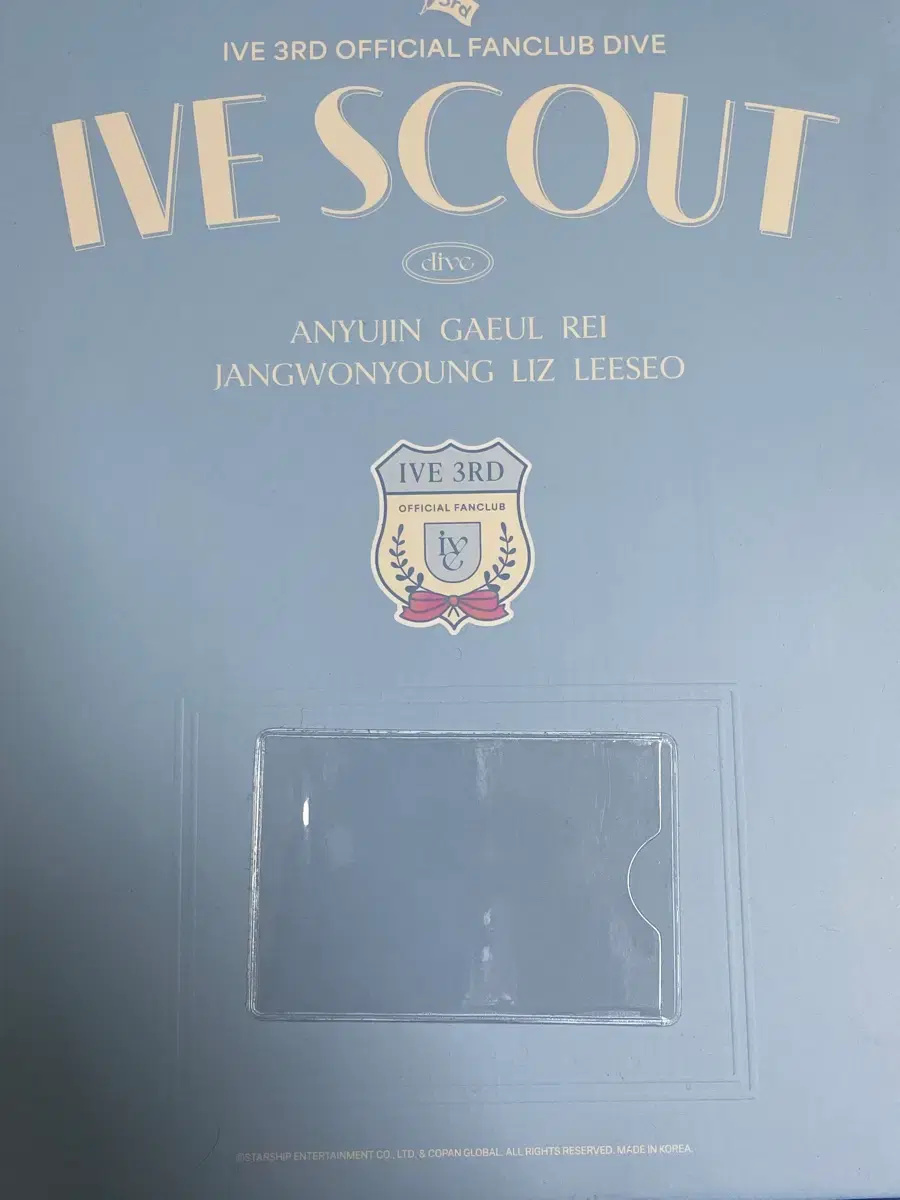 3rd
IVE 3RD OFFICIAL FANCLUB DIVE
IVE SCOUT
dive
ANYUJIN GAEUL REI
JANGWONYOUNG LIZ LEESEO
IVE 3RD
OFFICIAL FANCLUB
ive
©STARSHIP ENTERTAINMENT CO., LTD. & COPAN GLOBAL. ALL RIGHTS RESERVED. MADE IN KOREA.